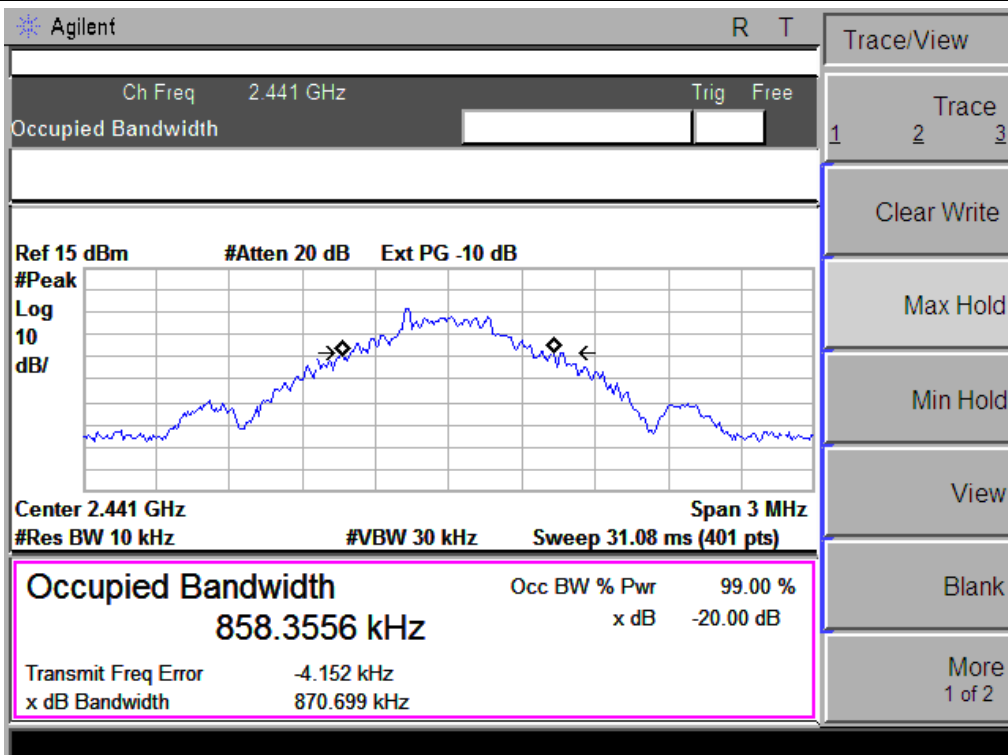 Agilent R T
Ch Freq 2.441 GHz Trig Free
Occupied Bandwidth
Ref 15 dBm #Atten 20 dB Ext PG -10 dB
#Peak
Log
10
dB/
Center 2.441 GHz Span 3 MHz
#Res BW 10 kHz #VBW 30 kHz Sweep 31.08 ms (401 pts)
Occupied Bandwidth Occ BW % Pwr 99.00 %
858.3556 kHz x dB -20.00 dB
Transmit Freq Error -4.152 kHz
x dB Bandwidth 870.699 kHz
Trace/View
Trace
1 2 3
Clear Write
Max Hold
Min Hold
View
Blank
More
1 of 2